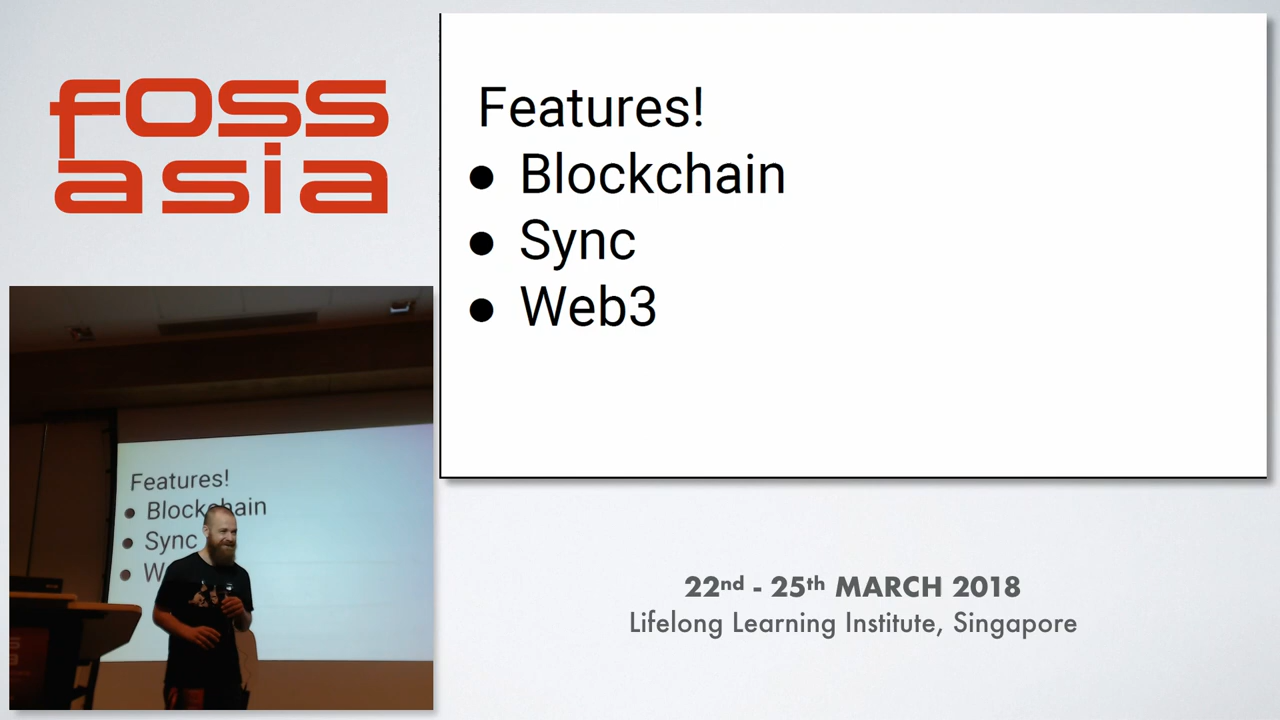 foss
asia
Features!
● Blockchain
● Sync
● Web3
Features!
● Blockchain
● Sync
● W
22nd - 25th MARCH 2018
Lifelong Learning Institute, Singapore